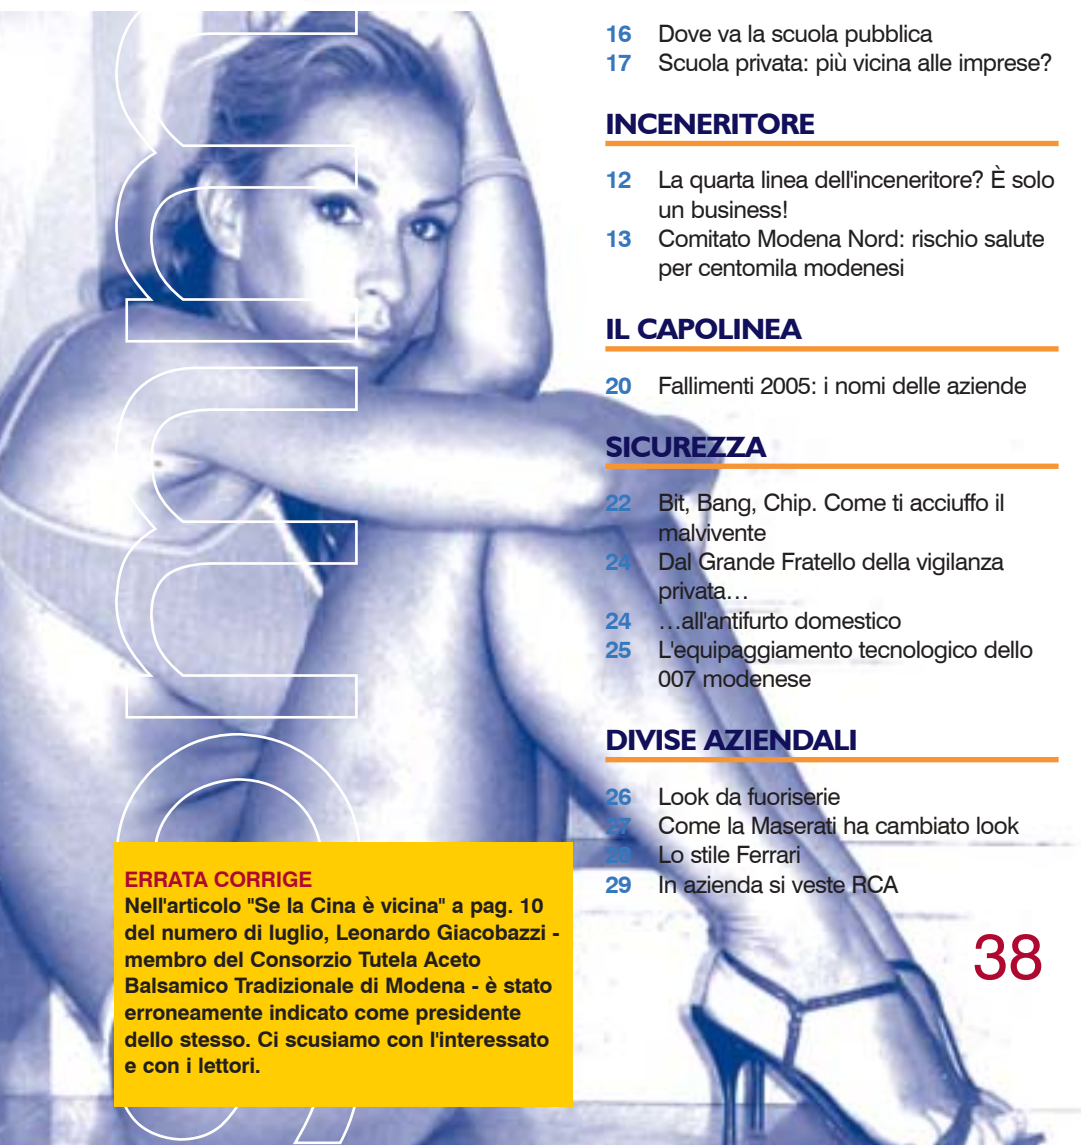 16 Dove va la scuola pubblica
17 Scuola privata: più vicina alle imprese?
INCENERITORE
12 La quarta linea dell'inceneritore? È solo
un business!
13 Comitato Modena Nord: rischio salute
per centomila modenesi
IL CAPOLINEA
20 Fallimenti 2005: i nomi delle aziende
SICUREZZA
22 Bit, Bang, Chip. Come ti acciuffo il
malvivente
24 Dal Grande Fratello della vigilanza
privata…
24 …all'antifurto domestico
25 L'equipaggiamento tecnologico dello
007 modenese
DIVISE AZIENDALI
26 Look da fuoriserie
27 Come la Maserati ha cambiato look
28 Lo stile Ferrari
29 In azienda si veste RCA
38
ERRATA CORRIGE
Nell'articolo "Se la Cina è vicina" a pag. 10
del numero di luglio, Leonardo Giacobazzi -
membro del Consorzio Tutela Aceto
Balsamico Tradizionale di Modena - è stato
erroneamente indicato come presidente
dello stesso. Ci scusiamo con l'interessato
e con i lettori.